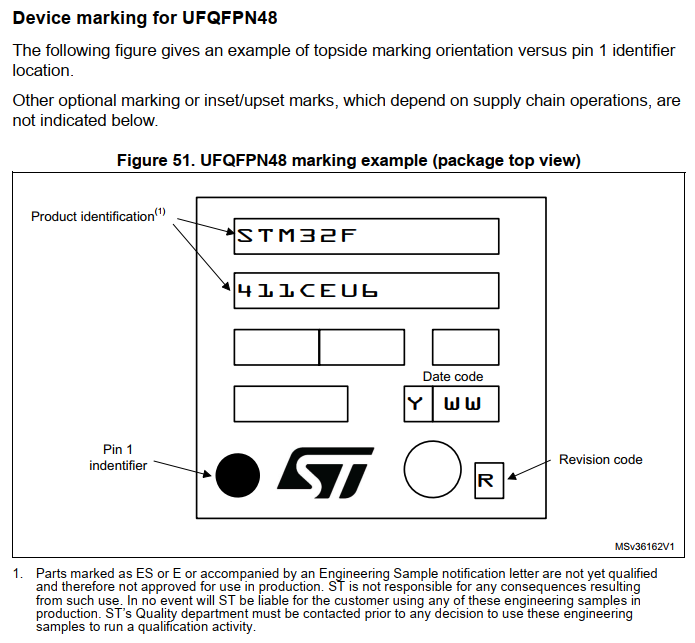 Device marking for UFQFPN48
The following figure gives an example of topside marking orientation versus pin 1 identifier
location.
Other optional marking or inset/upset marks, which depend on supply chain operations, are
not indicated below.
Figure 51. UFQFPN48 marking example (package top view)
Product identification(1)
STM32F
411CEU6
Date code
Y WW
Pin 1
indentifier
ST
R
Revision code
MSv36162V1
1. Parts marked as ES or E or accompanied by an Engineering Sample notification letter are not yet qualified
and therefore not approved for use in production. ST is not responsible for any consequences resulting
from such use. In no event will ST be liable for the customer using any of these engineering samples in
production. ST's Quality department must be contacted prior to any decision to use these engineering
samples to run a qualification activity.